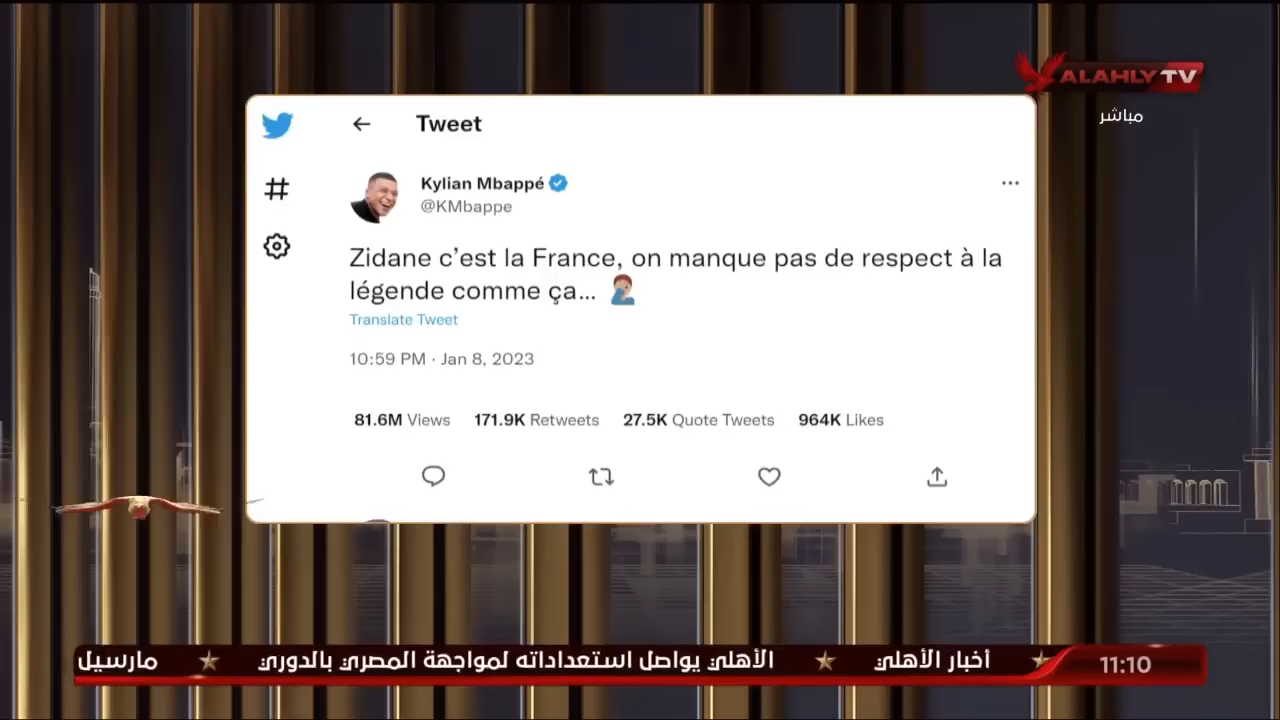 ALAHLY TV
مباشر
Tweet
Kylian Mbappé
@KMbappe
Zidane c’est la France, on manque pas de respect à la
légende comme ça... 🤦🏽‍♂️
Translate Tweet
10:59 PM · Jan 8, 2023
81.6M Views 171.9K Retweets 27.5K Quote Tweets 964K Likes
11:10 أخبار الأهلي ★ الأهلي يواصل استعداداته لمواجهة المصري بالدوري ★ مارسيل